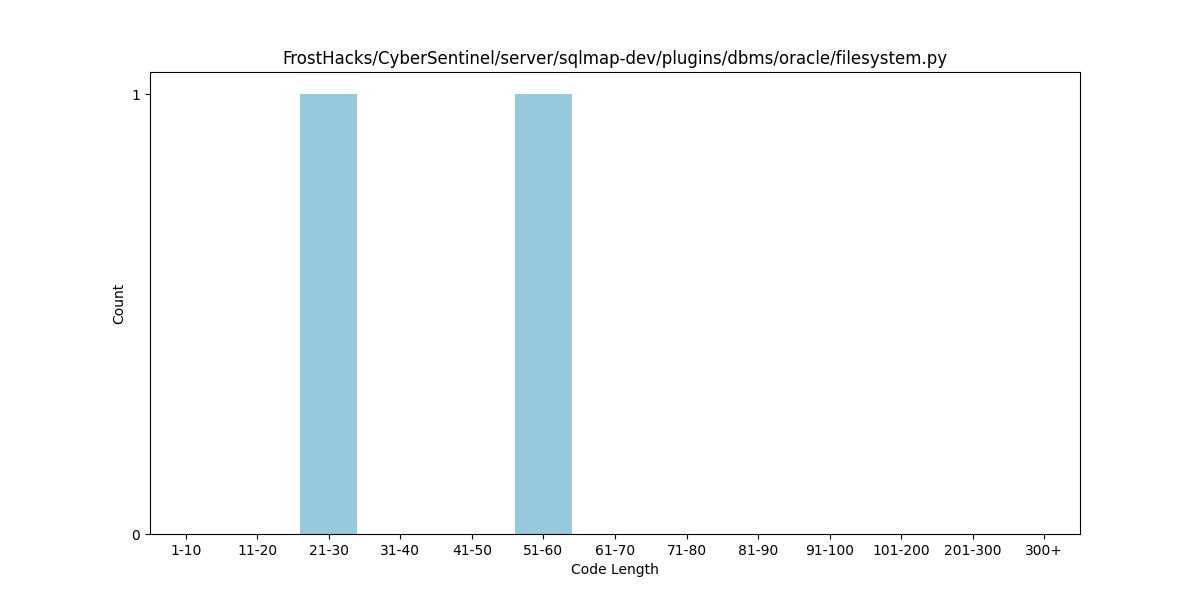 FrostHacks/CyberSentinel/server/sqlmap-dev/plugins/dbms/oracle/filesystem.py
1
Count
0
1-10 11-20 21-30 31-40 41-50 51-60 61-70 71-80 81-90 91-100 101-200 201-300 300+
Code Length